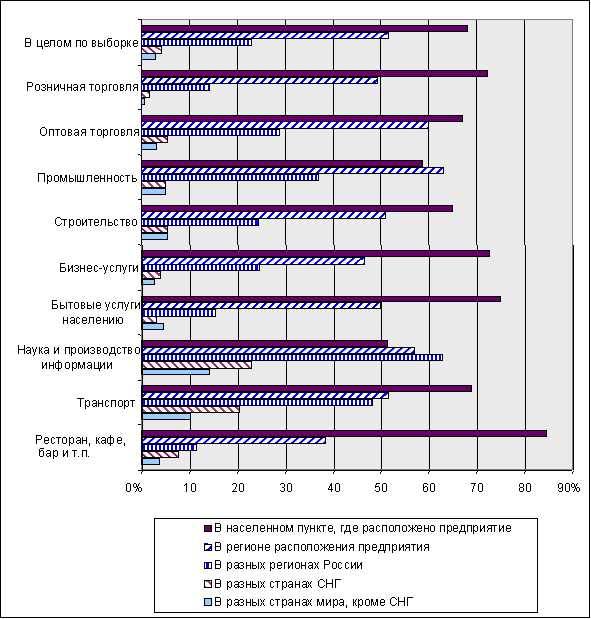 В целом по выборке
Розничная торговля
Оптовая торговля
Промышленность
Строительство
Бизнес-услуги
Бытовые услуги
населению
Наука и производство
информации
Транспорт
Ресторан, кафе,
бар и т.п.
0% 10 20 30 40 50 60 70 80 90%
В населенном пункте, где расположено предприятие
В регионе расположения предприятия
В разных регионах России
В разных странах СНГ
В разных странах мира, кроме СНГ